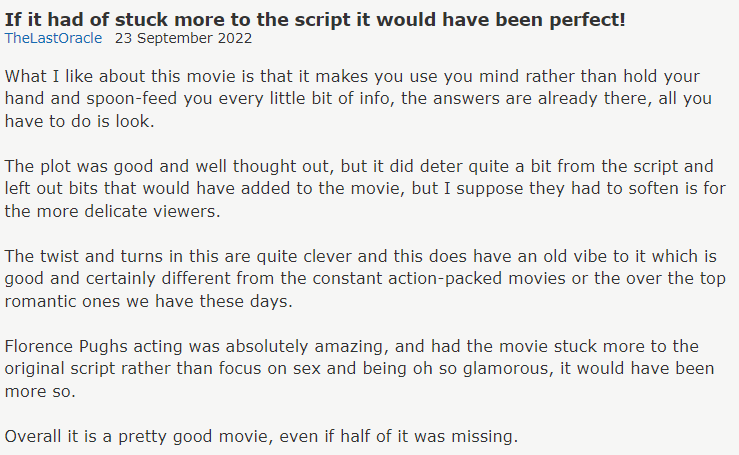 If it had of stuck more to the script it would have been perfect!
TheLastOracle 23 September 2022
What I like about this movie is that it makes you use you mind rather than hold your
hand and spoon-feed you every little bit of info, the answers are already there, all you
have to do is look.
The plot was good and well thought out, but it did deter quite a bit from the script and
left out bits that would have added to the movie, but I suppose they had to soften is for
the more delicate viewers.
The twist and turns in this are quite clever and this does have an old vibe to it which is
good and certainly different from the constant action-packed movies or the over the top
romantic ones we have these days.
Florence Pughs acting was absolutely amazing, and had the movie stuck more to the
original script rather than focus on sex and being oh so glamorous, it would have been
more so.
Overall it is a pretty good movie, even if half of it was missing.